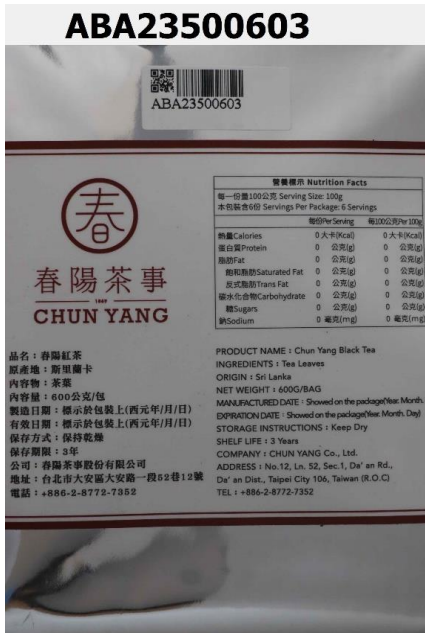 ABA23500603
ABA23500603
春
春陽茶事
1869
CHUN YANG
營養標示 Nutrition Facts
每一份量100公克 Serving Size: 100g
本包裝含6份 Servings Per Package: 6 Servings
每份Per Serving 每100公克Per 100g
熱量Calories 0 大卡(Kcal) 0 大卡(Kcal)
蛋白質Protein 0 公克(g) 0 公克(g)
脂肪Fat 0 公克(g) 0 公克(g)
飽和脂肪Saturated Fat 0 公克(g) 0 公克(g)
反式脂肪Trans Fat 0 公克(g) 0 公克(g)
碳水化合物Carbohydrate 0 公克(g) 0 公克(g)
糖Sugars 0 公克(g) 0 公克(g)
鈉Sodium 0 毫克(mg) 0 毫克(mg)
品名：春陽紅茶
原產地：斯里蘭卡
內容物：茶葉
內容量：600公克/包
製造日期：標示於包裝上(西元年/月/日)
有效日期：標示於包裝上(西元年/月/日)
保存方式：保持乾燥
保存期限：3年
公司：春陽茶事股份有限公司
地址：台北市大安區大安路一段52巷12號
電話：+886-2-8772-7352
PRODUCT NAME：Chun Yang Black Tea
INGREDIENTS：Tea Leaves
ORIGIN：Sri Lanka
NET WEIGHT：600G/BAG
MANUFACTURED DATE：Showed on the package(Year. Month.
EXPIRATION DATE：Showed on the package(Year. Month. Day)
STORAGE INSTRUCTIONS：Keep Dry
SHELF LIFE：3 Years
COMPANY：CHUN YANG Co., Ltd.
ADDRESS：No.12, Ln. 52, Sec.1, Da' an Rd.,
Da' an Dist., Taipei City 106, Taiwan (R.O.C)
TEL：+886-2-8772-7352